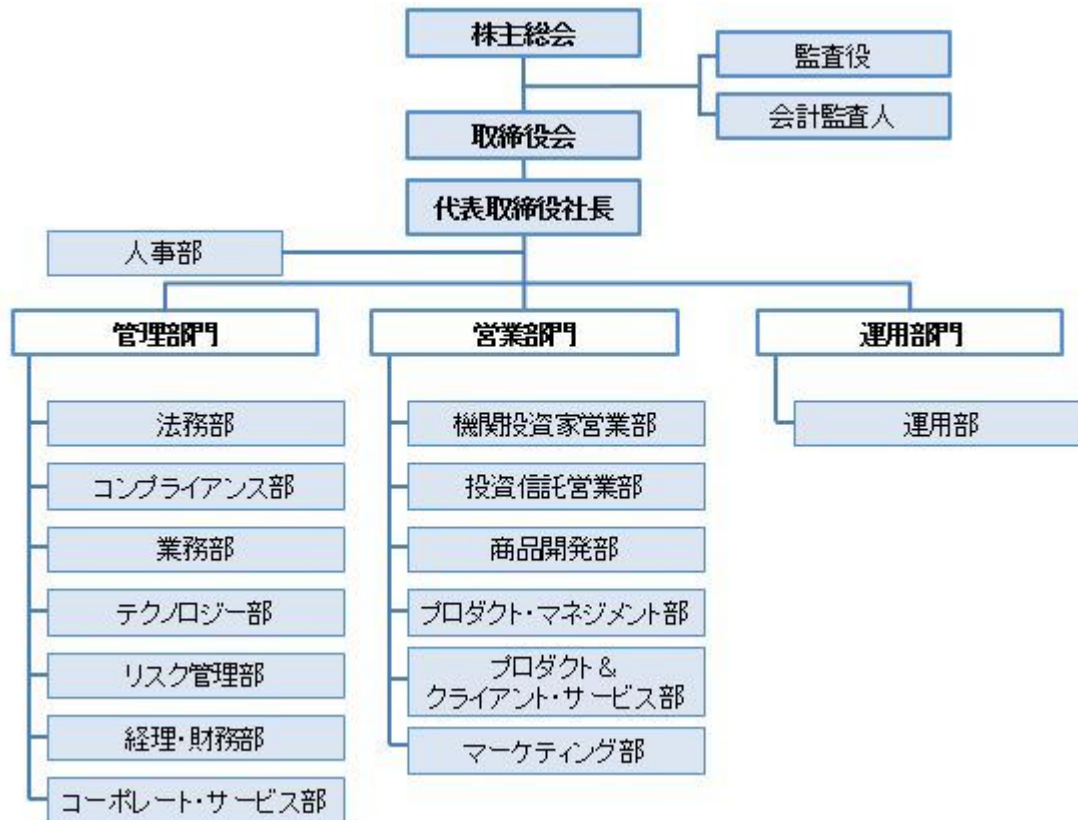 株主総会
監査役
会計監査人
取締役会
代表取締役社長
人事部
管理部門
法務部
コンプライアンス部
業務部
テクノロジー部
リスク管理部
経理・財務部
コーポレート・サービス部
営業部門
機関投資家営業部
投資信託営業部
商品開発部
プロダクト・マネジメント部
プロダクト＆
クライアント・サービス部
マーケティング部
運用部門
運用部